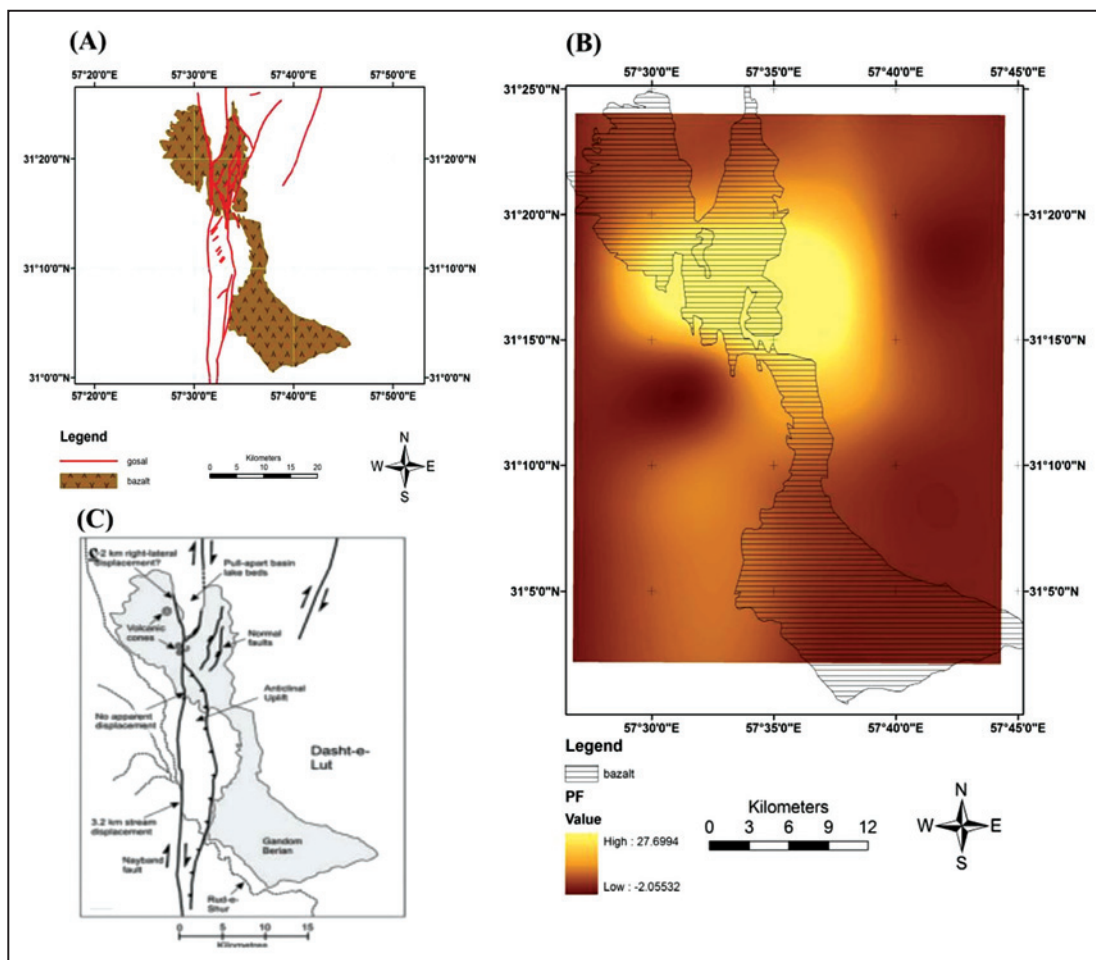 (A)
57°20'0"E
57°30'0"E
57°40'0"E
57°50'0"E
31°20'0"N
31°20'0"N
31°10'0"N
31°10'0"N
31°0'0"N
31°0'0"N
57°20'0"E
57°30'0"E
57°40'0"E
57°50'0"E
Legend
gosal
bazalt
Kilometers
0 5 10 15 20
N
W E
S
(B)
57°30'0"E
57°35'0"E
57°40'0"E
57°45'0"E
31°25'0"N
31°25'0"N
31°20'0"N
31°20'0"N
31°15'0"N
31°15'0"N
31°10'0"N
31°10'0"N
31°5'0"N
31°5'0"N
57°30'0"E
57°35'0"E
57°40'0"E
57°45'0"E
Legend
bazalt
PF
Value
High : 27.6994
Low : -2.05532
Kilometers
0 3 6 9 12
N
W E
S
(C)
km right-lateral
displacement?
Pull-apart basin
lake beds
Volcanic
cones
Normal
faults
Anticlinal
Uplift
No apparent
displacement
Dasht-e-
Lut
3.2 km stream
displacement
Gandom
Berian
Nayband
fault
Rud-e-
Shur
0 5 10 15
Kilometres